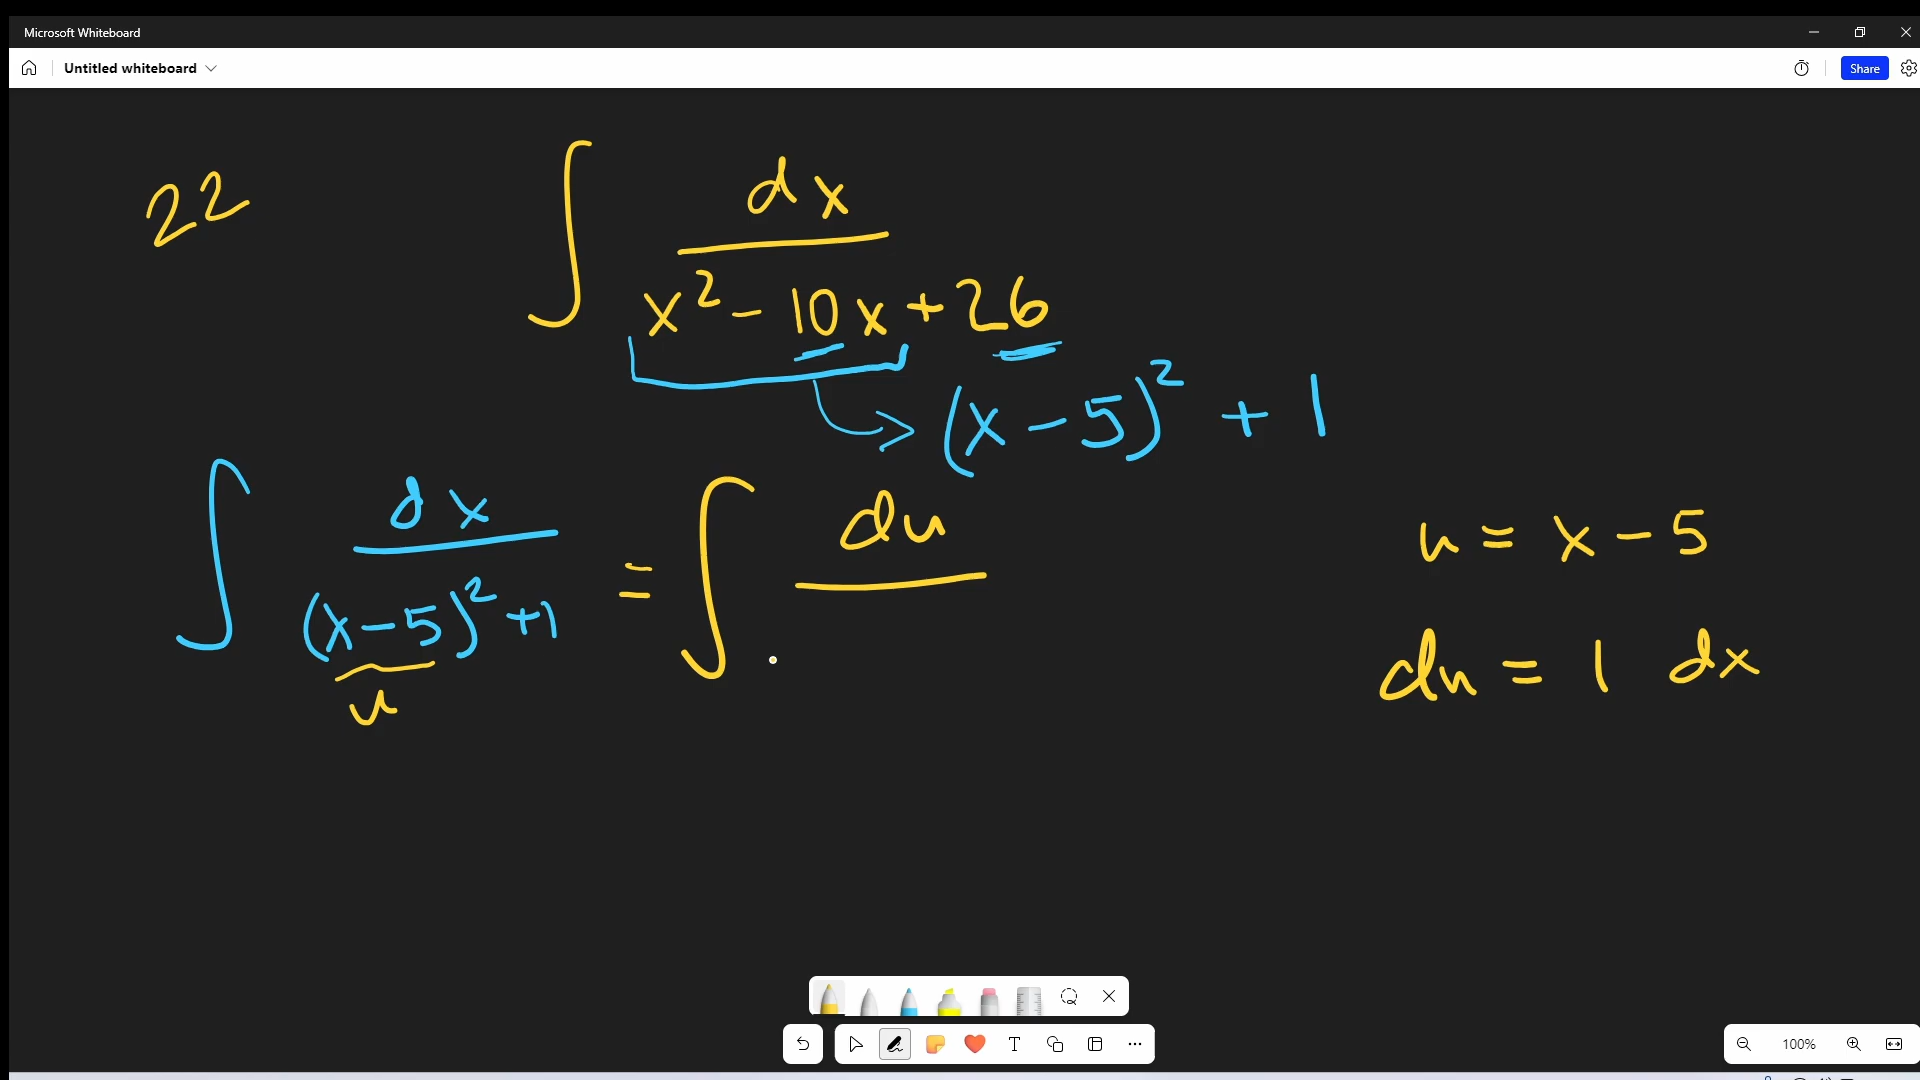 Microsoft Whiteboard
Untitled whiteboard
Share
22
∫ dx / (x² - 10x + 26)
(x - 5)² + 1
∫ dx / ((x - 5)² + 1) = ∫ du
u
u = x - 5
du = 1 dx
100%